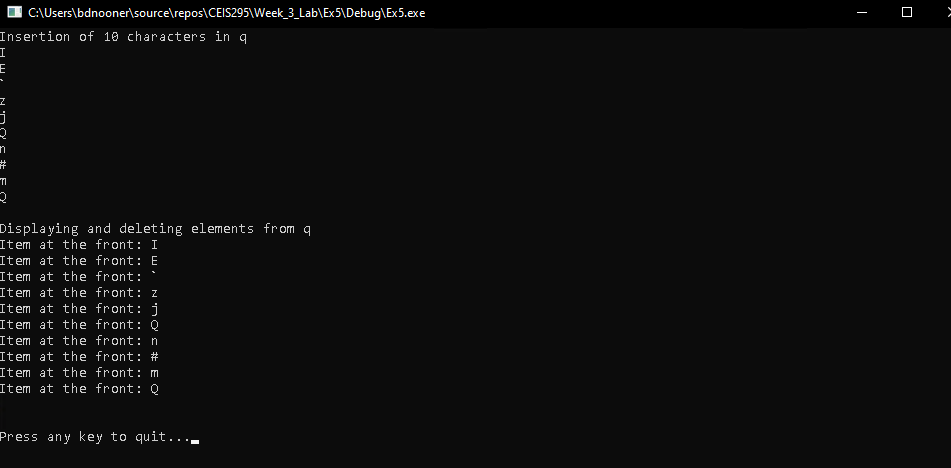 C:\Users\bdnooner\source\repos\CEIS295\Week_3_Lab\Ex5\Debug\Ex5.exe
Insertion of 10 characters in q
I
E
`
z
j
Q
n
#
m
Q
Displaying and deleting elements from q
Item at the front: I
Item at the front: E
Item at the front: `
Item at the front: z
Item at the front: j
Item at the front: Q
Item at the front: n
Item at the front: #
Item at the front: m
Item at the front: Q
Press any key to quit...